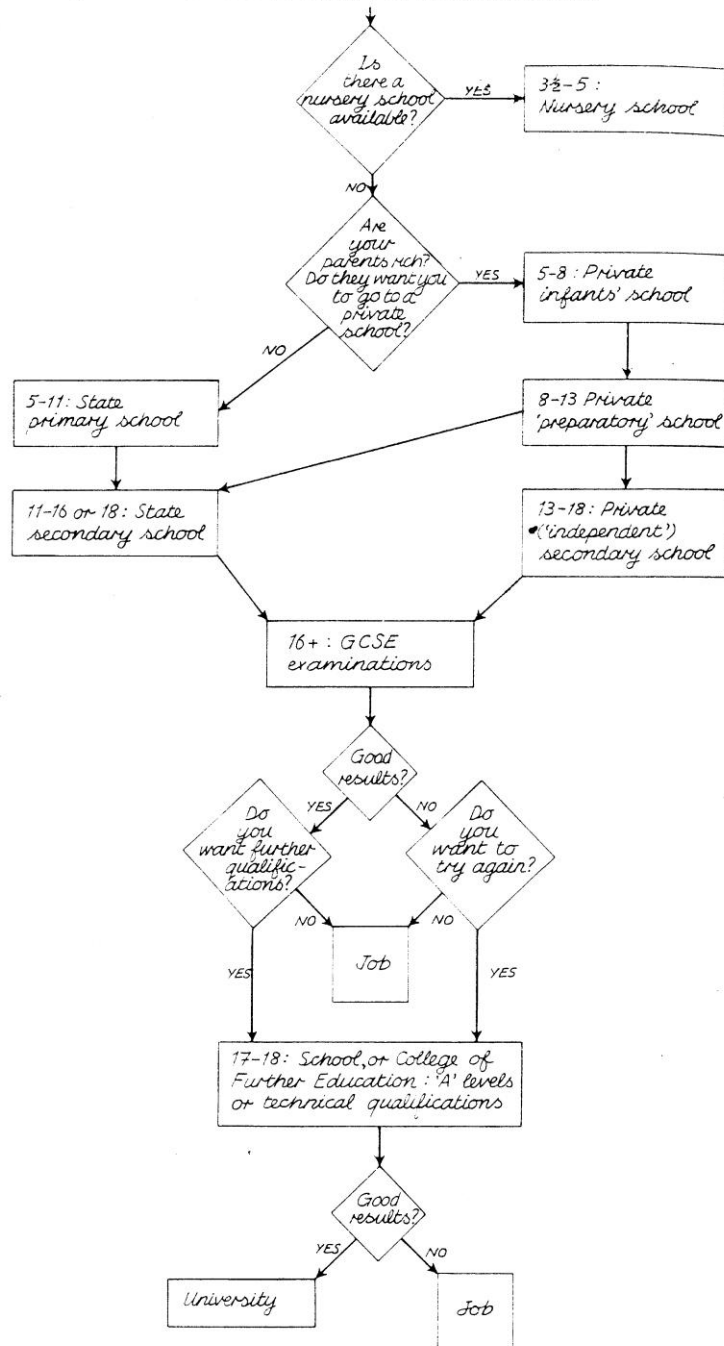 Is
there a
nursery school
available?
YES
3½-5 :
Nursery school
NO
Are
your
parents rich?
Do they want you
to go to a
private
school?
YES
5-8 : Private
infants' school
NO
5-11: State
primary school
8-13 Private
'preparatory' school
11-16 or 18: State
secondary school
13-18: Private
('independent')
secondary school
16+ : GCSE
examinations
Good
results?
YES
NO
Do
you
want further
qualific-
ations?
Do
you
want to
try again?
NO
NO
Job
YES
YES
17-18: School, or College of
Further Education : 'A' levels
or technical qualifications
Good
results?
YES
NO
University
Job